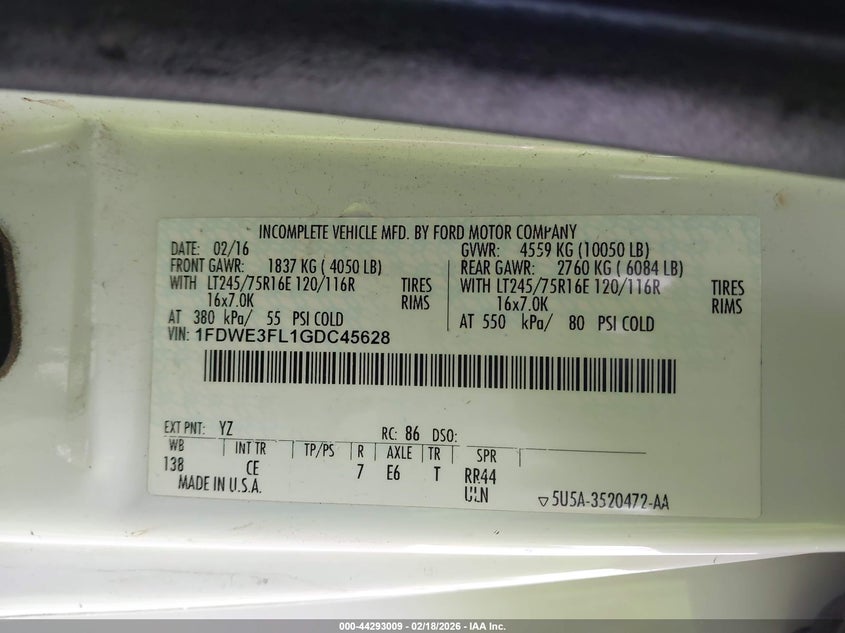 INCOMPLETE VEHICLE MFD. BY FORD MOTOR COMPANY
DATE: 02/16 GVWR: 4559 KG (10050 LB)
FRONT GAWR: 1837 KG ( 4050 LB) REAR GAWR: 2760 KG ( 6084 LB)
WITH LT245/75R16E 120/116R TIRES WITH LT245/75R16E 120/116R TIRES
16x7.0K RIMS 16x7.0K RIMS
AT 380 kPa/ 55 PSI COLD AT 550 kPa/ 80 PSI COLD
VIN: 1FDWE3FL1GDC45628
EXT PNT: YZ RC: 86 DSO:
WB INT TR TP/PS R AXLE TR SPR
138 CE 7 E6 T RR44
MADE IN U.S.A. ULN 5U5A-3520472-AA
000-44293009 - 02/18/2026 - IAA Inc.